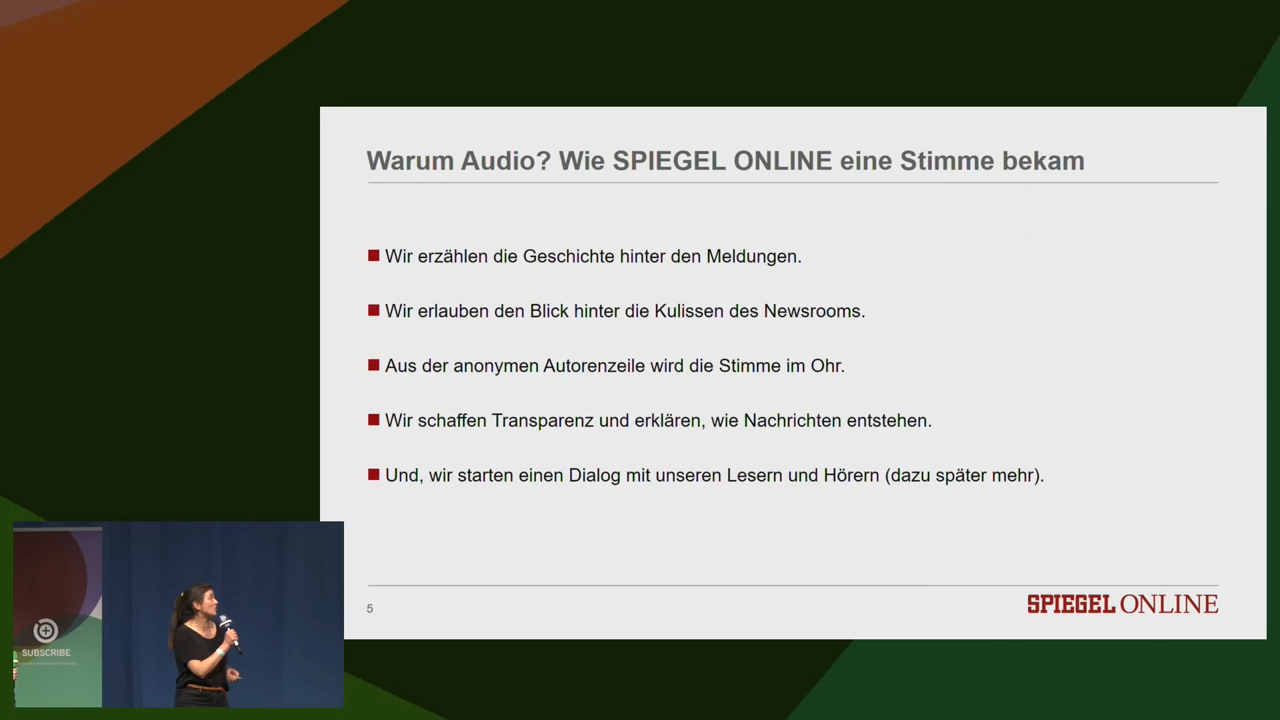 Warum Audio? Wie SPIEGEL ONLINE eine Stimme bekam
Wir erzählen die Geschichte hinter den Meldungen.
Wir erlauben den Blick hinter die Kulissen des Newsrooms.
Aus der anonymen Autorenzeile wird die Stimme im Ohr.
Wir schaffen Transparenz und erklären, wie Nachrichten entstehen.
Und, wir starten einen Dialog mit unseren Lesern und Hörern (dazu später mehr).
5
SPIEGEL ONLINE
SUBSCRIBE